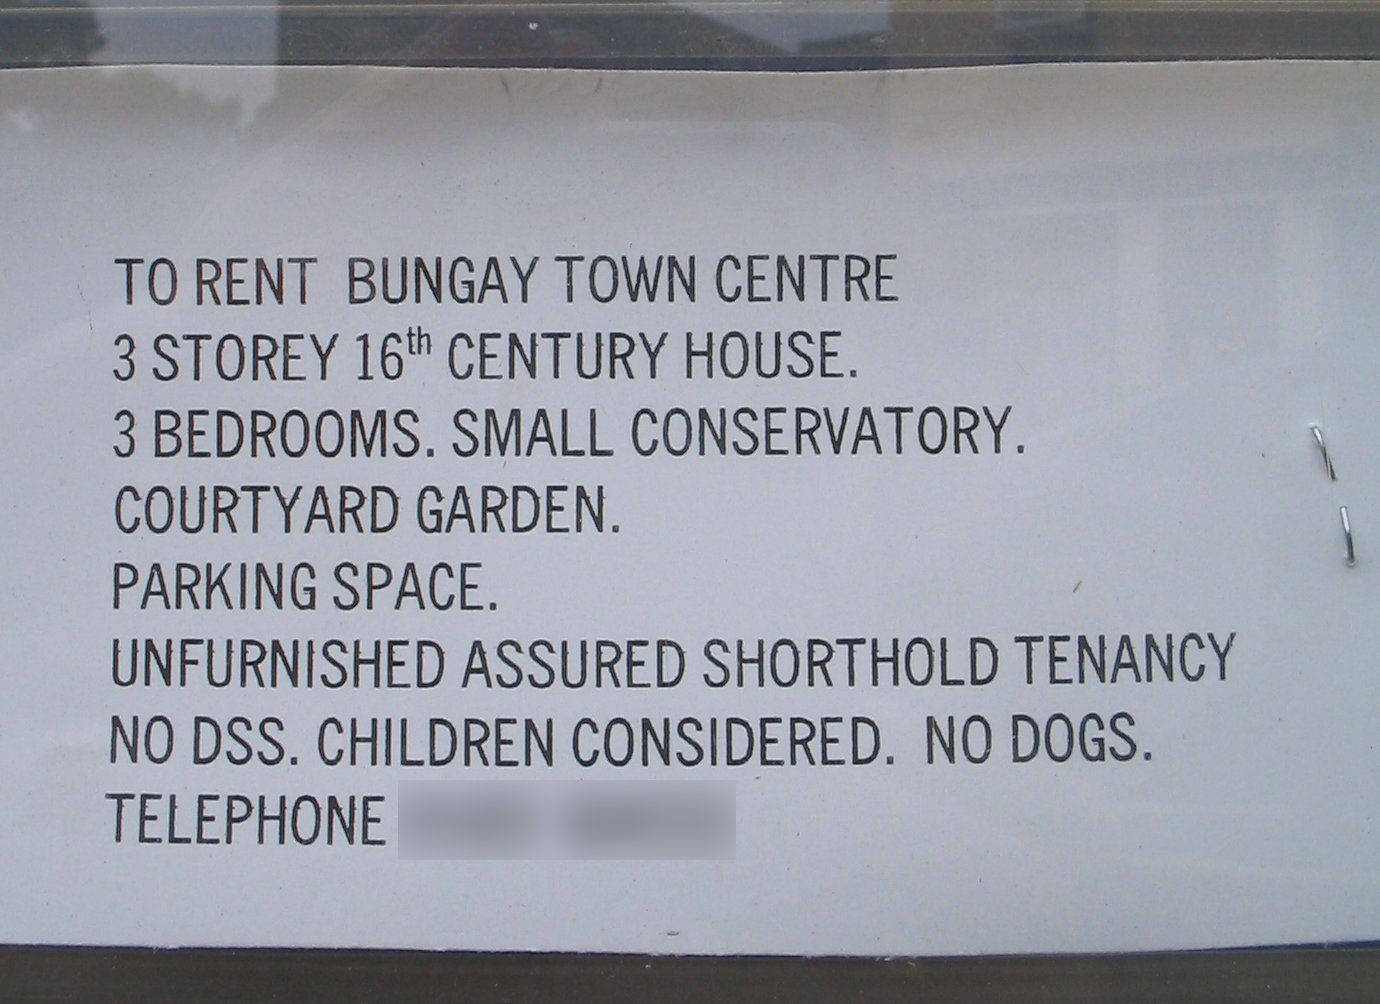 TO RENT  BUNGAY TOWN CENTRE
3 STOREY 16th CENTURY HOUSE.
3 BEDROOMS. SMALL CONSERVATORY.
COURTYARD GARDEN.
PARKING SPACE.
UNFURNISHED ASSURED SHORTHOLD TENANCY
NO DSS. CHILDREN CONSIDERED.  NO DOGS.
TELEPHONE